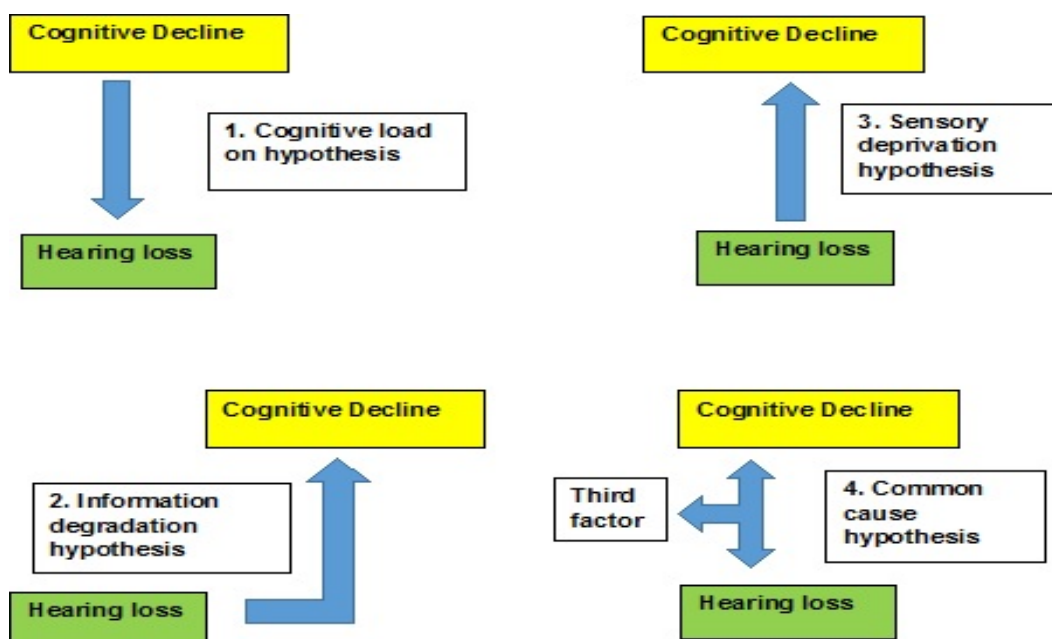 Cognitive Decline
1. Cognitive load
on hypothesis
Hearing loss
Cognitive Decline
3. Sensory
deprivation
hypothesis
Hearing loss
Cognitive Decline
2. Information
degradation
hypothesis
Hearing loss
Cognitive Decline
Third
factor
4. Common
cause
hypothesis
Hearing loss